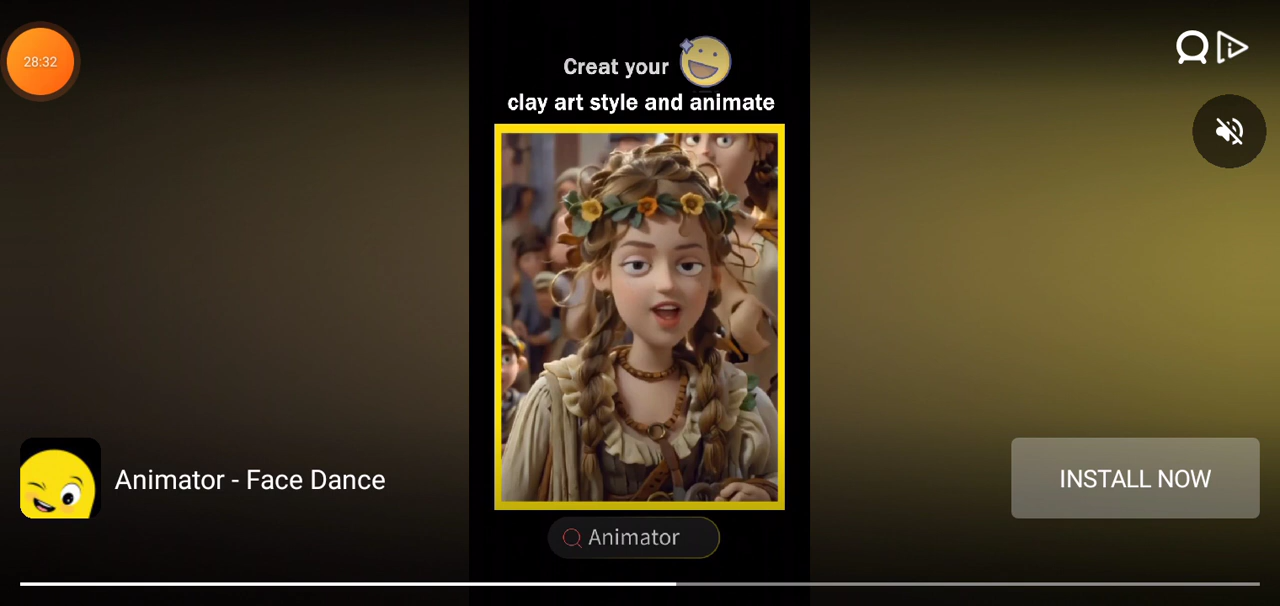 28:32
Creat your
clay art style and animate
Animator - Face Dance
INSTALL NOW
Animator